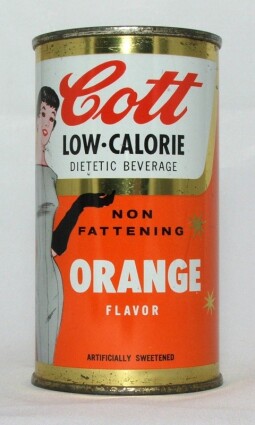 Cott
LOW-CALORIE
DIETETIC BEVERAGE
NON
FATTENING
ORANGE
FLAVOR
ARTIFICIALLY SWEETENED